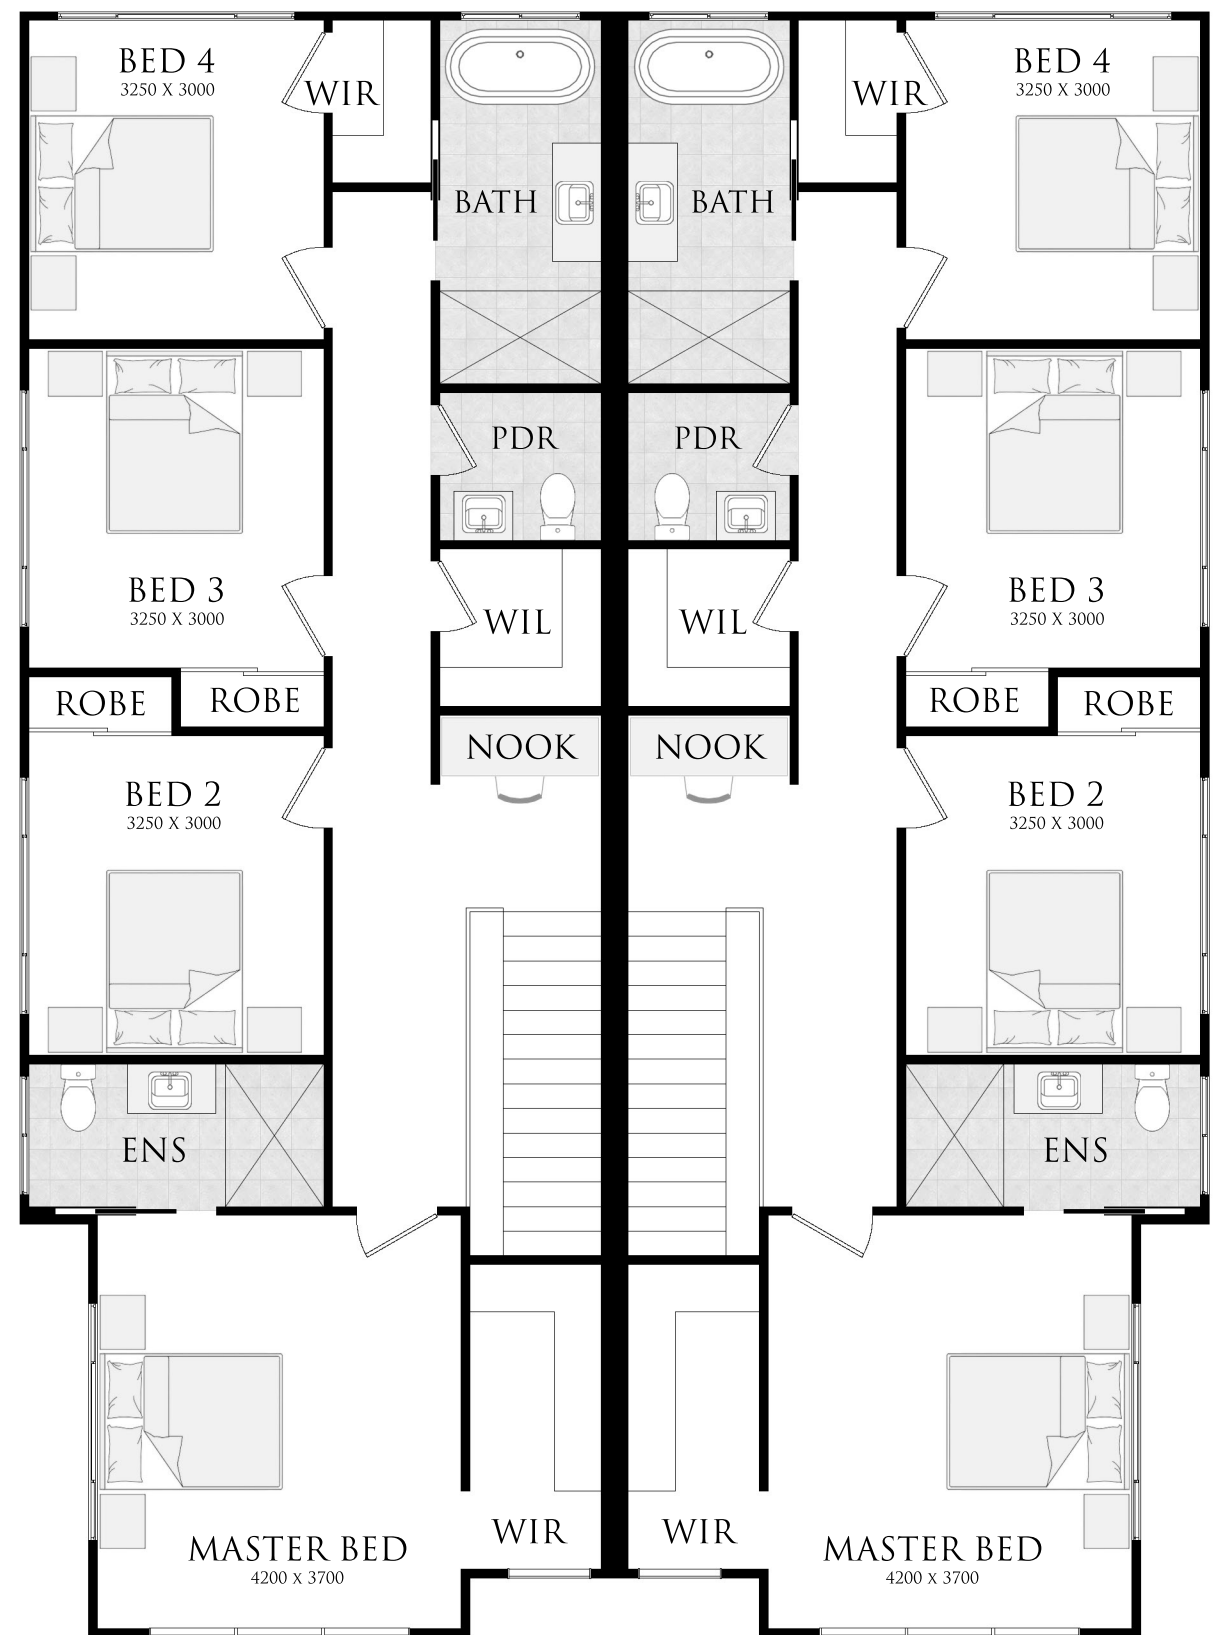 BED 4
3250 X 3000
WIR
WIR
BED 4
3250 X 3000
BATH
BATH
PDR
PDR
BED 3
3250 X 3000
WIL
WIL
BED 3
3250 X 3000
ROBE
ROBE
ROBE
ROBE
NOOK
NOOK
BED 2
3250 X 3000
BED 2
3250 X 3000
ENS
ENS
WIR
WIR
MASTER BED
4200 X 3700
MASTER BED
4200 X 3700